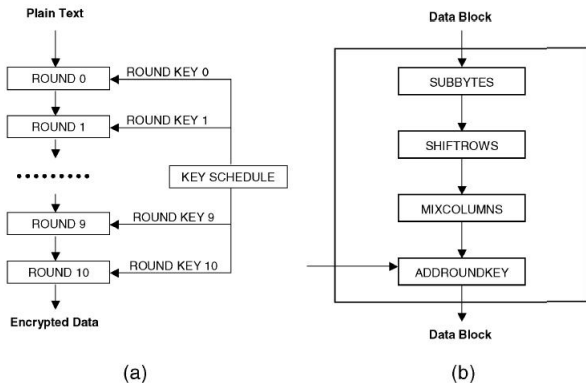 Plain Text
ROUND 0
ROUND KEY 0
ROUND 1
ROUND KEY 1
KEY SCHEDULE
ROUND 9
ROUND KEY 9
ROUND 10
ROUND KEY 10
Encrypted Data
(a)
Data Block
SUBBYTES
SHIFTROWS
MIXCOLUMNS
ADDROUNDKEY
Data Block
(b)